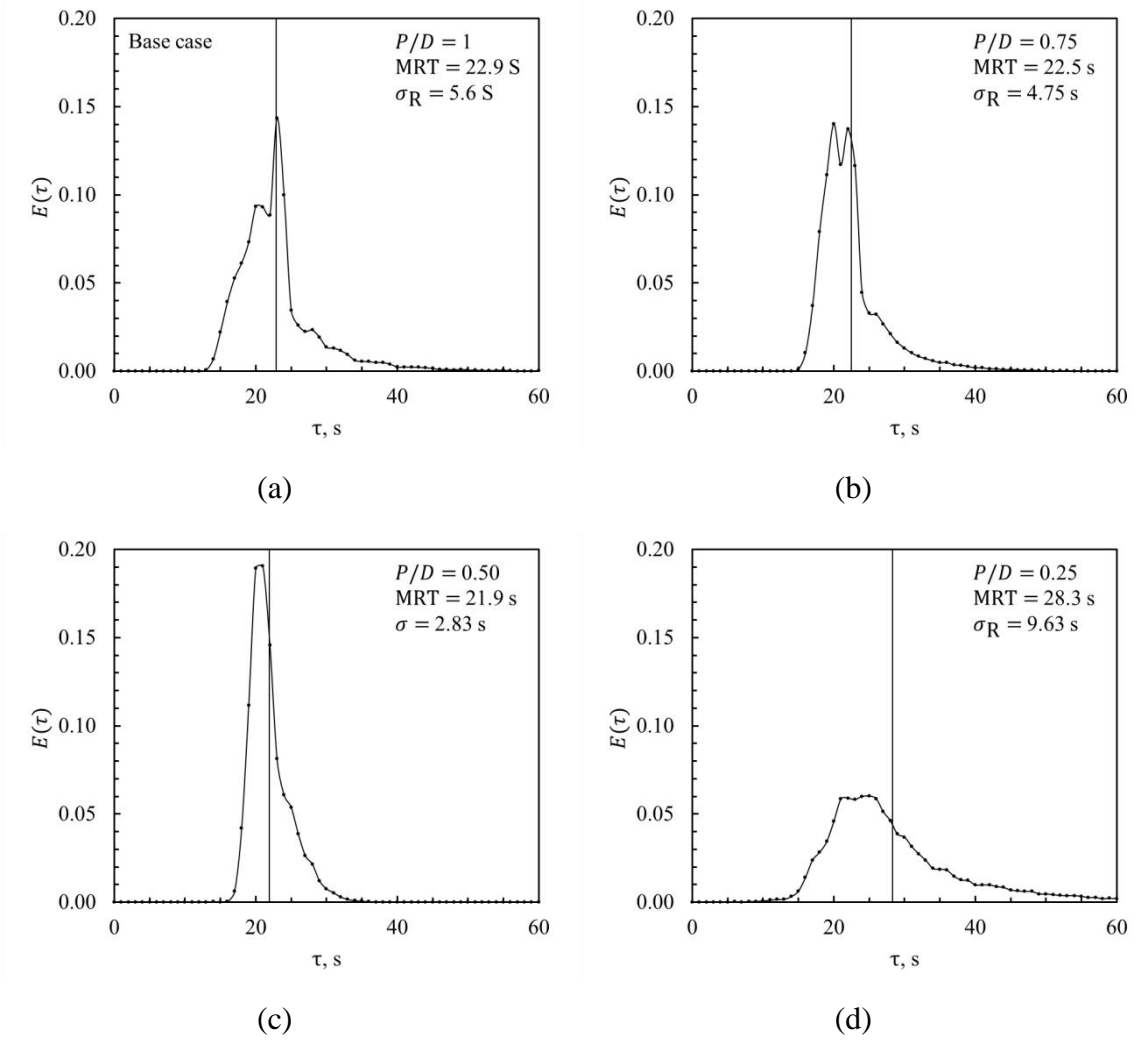 0.20
Base case
P/D = 1
MRT = 22.9 S
σR = 5.6 S
0.15
E(τ)
0.10
0.05
0.00
0 20 40 60
τ, s
(a)
0.20
P/D = 0.75
MRT = 22.5 s
σR = 4.75 s
0.15
E(τ)
0.10
0.05
0.00
0 20 40 60
τ, s
(b)
0.20
P/D = 0.50
MRT = 21.9 s
σ = 2.83 s
0.15
E(τ)
0.10
0.05
0.00
0 20 40 60
τ, s
(c)
0.20
P/D = 0.25
MRT = 28.3 s
σR = 9.63 s
0.15
E(τ)
0.10
0.05
0.00
0 20 40 60
τ, s
(d)